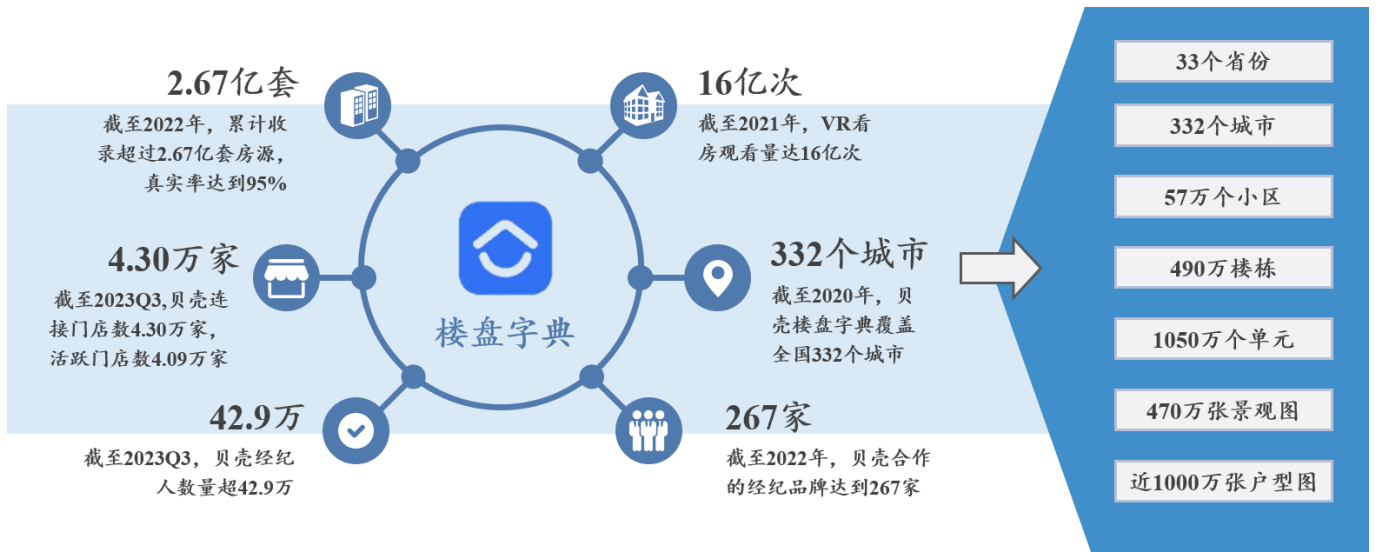 2.67亿套
截至2022年，累计收
录超过2.67亿套房源，
真实率达到95%
4.30万家
截至2023Q3,贝壳连
接门店数4.30万家，
活跃门店数4.09万家
42.9万
截至2023Q3，贝壳经纪
人数量超42.9万
楼盘字典
16亿次
截至2021年，VR看
房观看量达16亿次
332个城市
截至2020年，贝
壳楼盘字典覆盖
全国332个城市
267家
截至2022年，贝壳合作
的经纪品牌达到267家
33个省份
332个城市
57万个小区
490万楼栋
1050万个单元
470万张景观图
近1000万张户型图